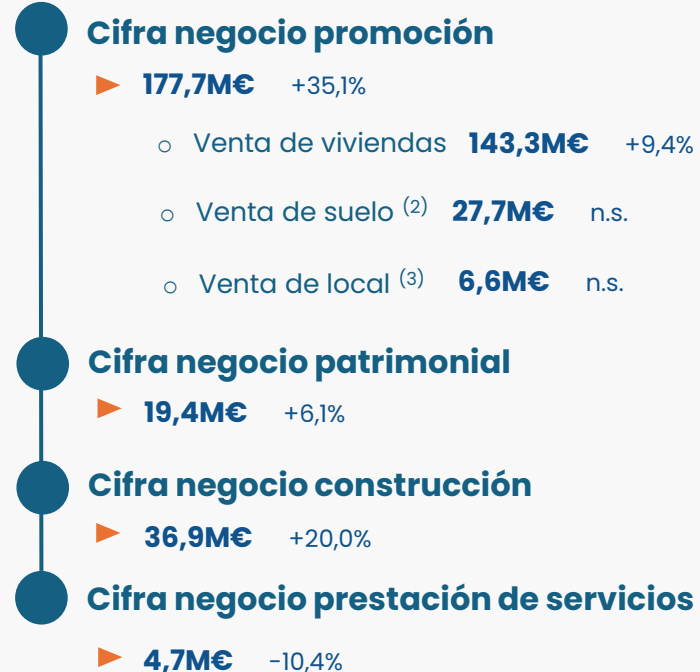 Cifra negocio promoción
177,7M€ +35,1%
Venta de viviendas 143,3M€ +9,4%
Venta de suelo (2) 27,7M€ n.s.
Venta de local (3) 6,6M€ n.s.
Cifra negocio patrimonial
19,4M€ +6,1%
Cifra negocio construcción
36,9M€ +20,0%
Cifra negocio prestación de servicios
4,7M€ -10,4%